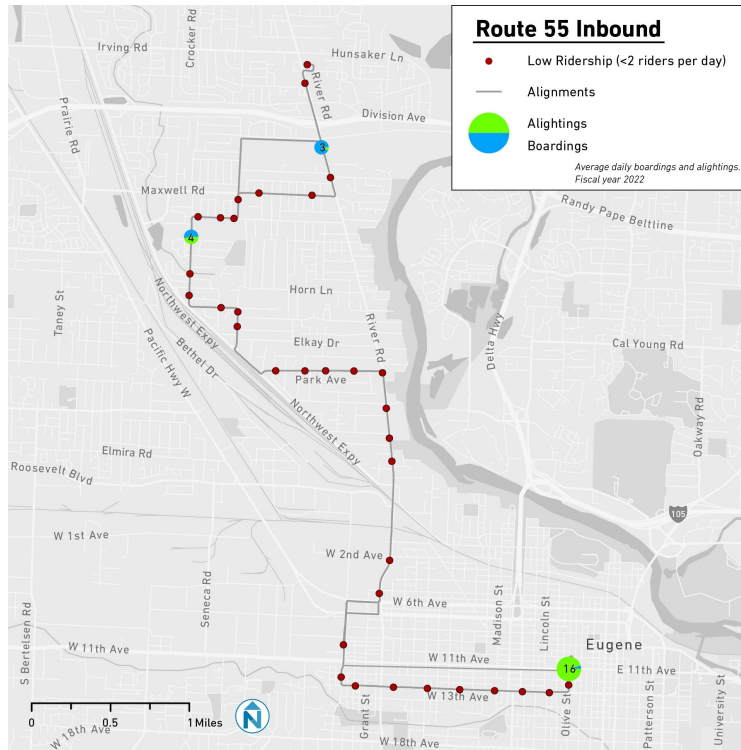 Route 55 Inbound
Low Ridership (<2 riders per day)
Alignments
Alightings
Boardings
Average daily boardings and alightings.
Fiscal year 2022
Irving Rd
Crocker Rd
Hunsaker Ln
River Rd
Division Ave
Prairie Rd
3
Maxwell Rd
Randy Pape Beltline
4
Horn Ln
Taney St
Northwest Expy
Pacific Hwy W
Bethel Dr
Elkay Dr
River Rd
Delta Hwy
Cal Young Rd
Park Ave
Northwest Expy
Oakway Rd
Elmira Rd
Roosevelt Blvd
105
W 1st Ave
W 2nd Ave
Seneca Rd
W 6th Ave
Madison St
Lincoln St
S Bertelsen Rd
Eugene
W 11th Ave
W 11th Ave
16
E 11th Ave
W 13th Ave
Grant St
Olive St
Patterson St
University St
0
0.5
1 Miles
N
W 18th Ave
W 18th Ave